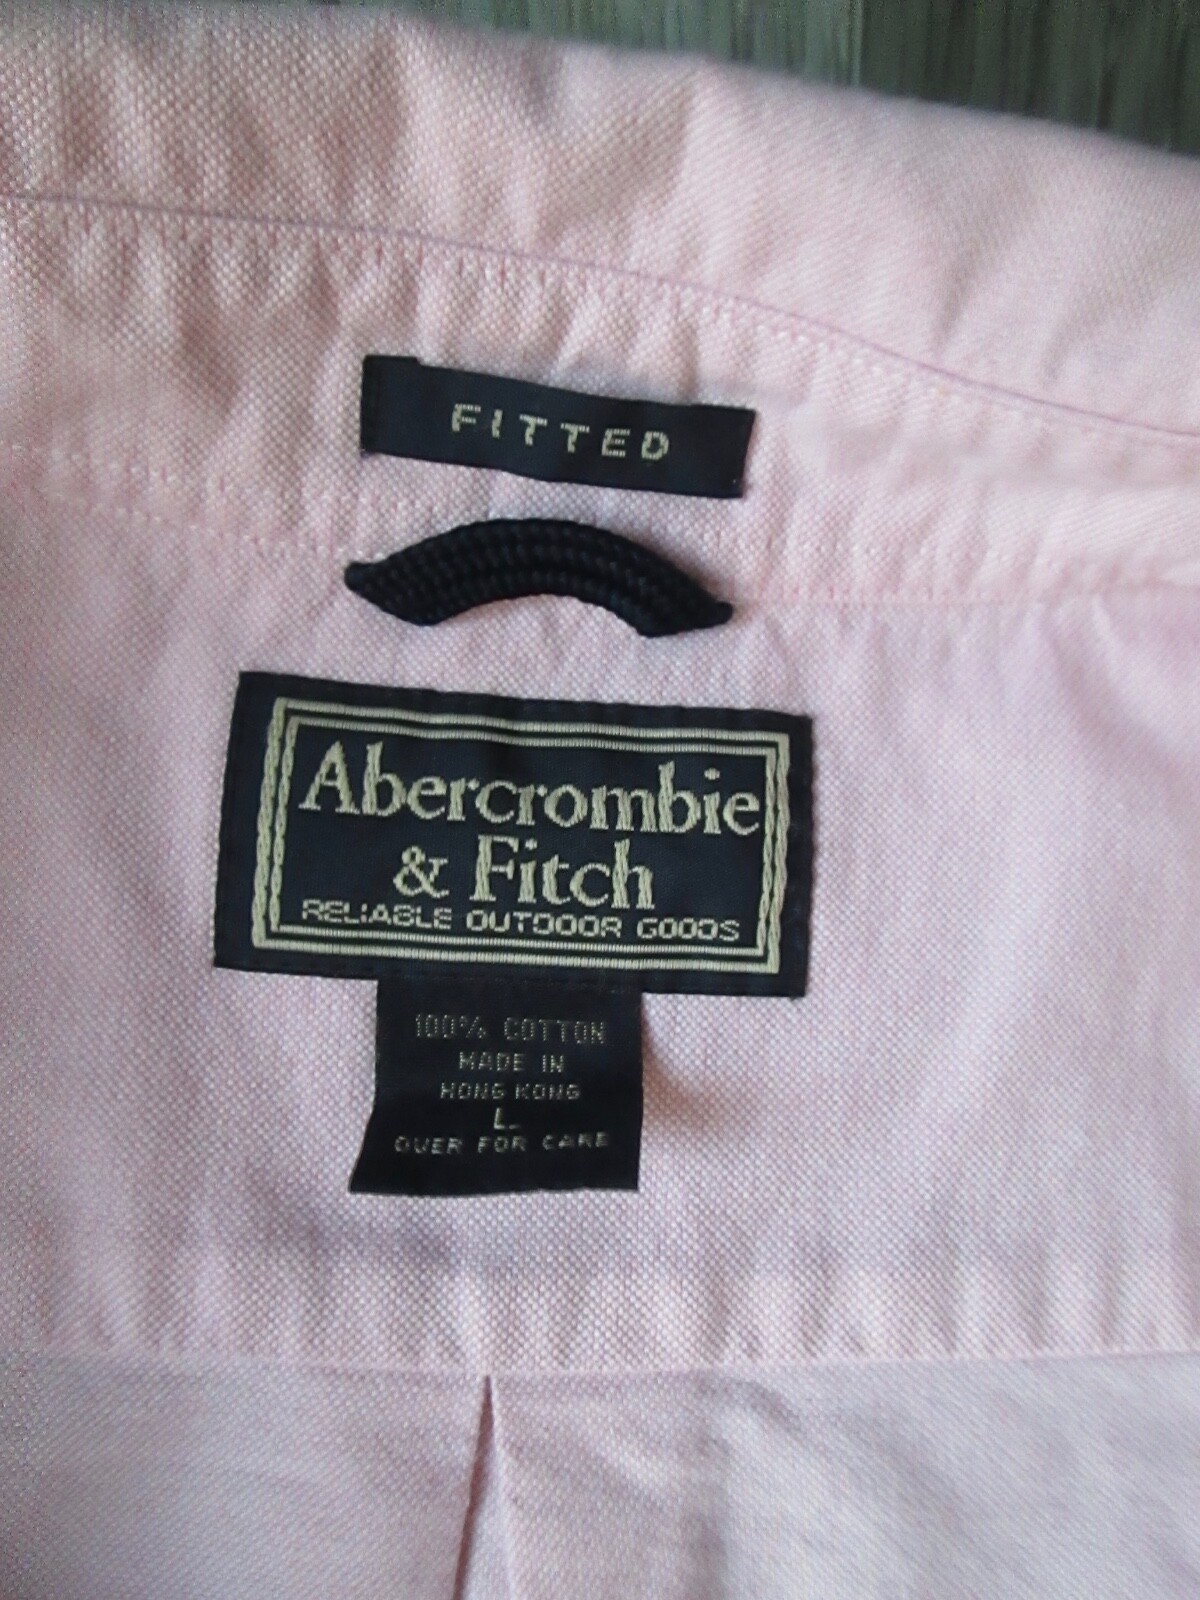 FITTED
Abercrombie
& Fitch
RELIABLE OUTDOOR GOODS
100% COTTON
MADE IN
HONG KONG
L
OVER FOR CARE